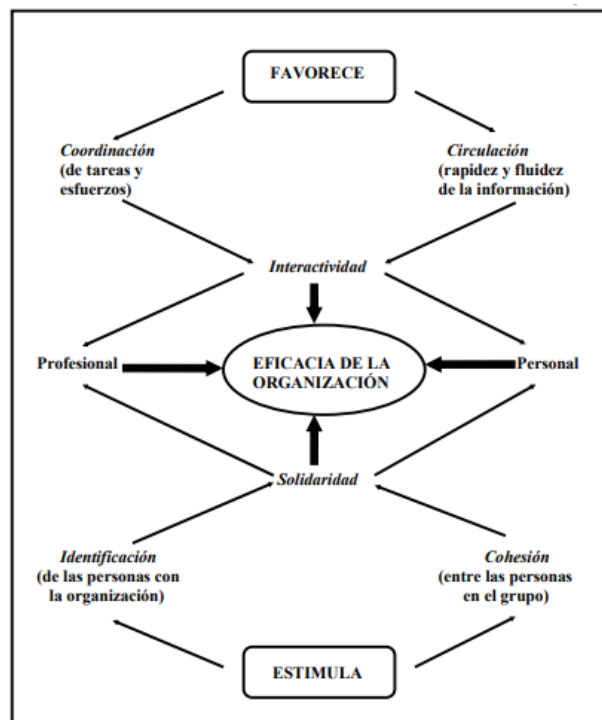 FAVORECE
Coordinación
(de tareas y
esfuerzos)
Circulación
(rapidez y fluidez
de la información)
Interactividad
Profesional
EFICACIA DE LA
ORGANIZACIÓN
Personal
Solidaridad
Identificación
(de las personas con
la organización)
Cohesión
(entre las personas
en el grupo)
ESTIMULA